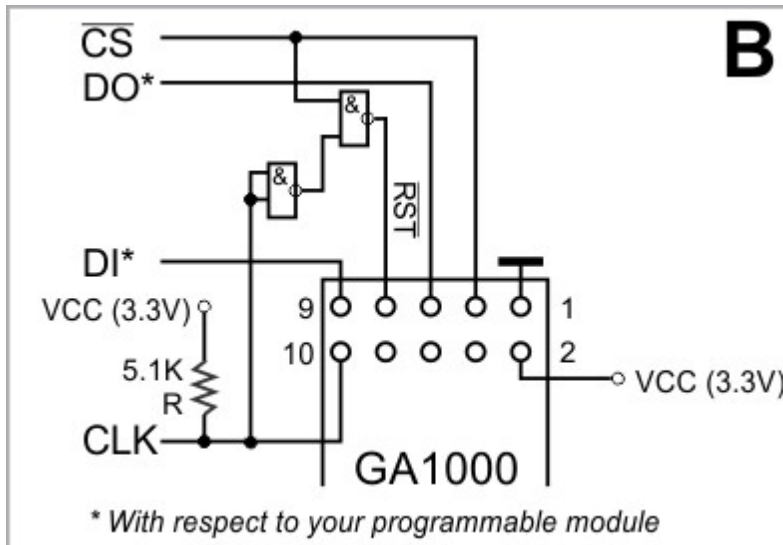 CS
B
DO*
&
&
RST
DI*
9
1
VCC (3.3V)
10
2
5.1K
VCC (3.3V)
R
CLK
GA1000
* With respect to your programmable module